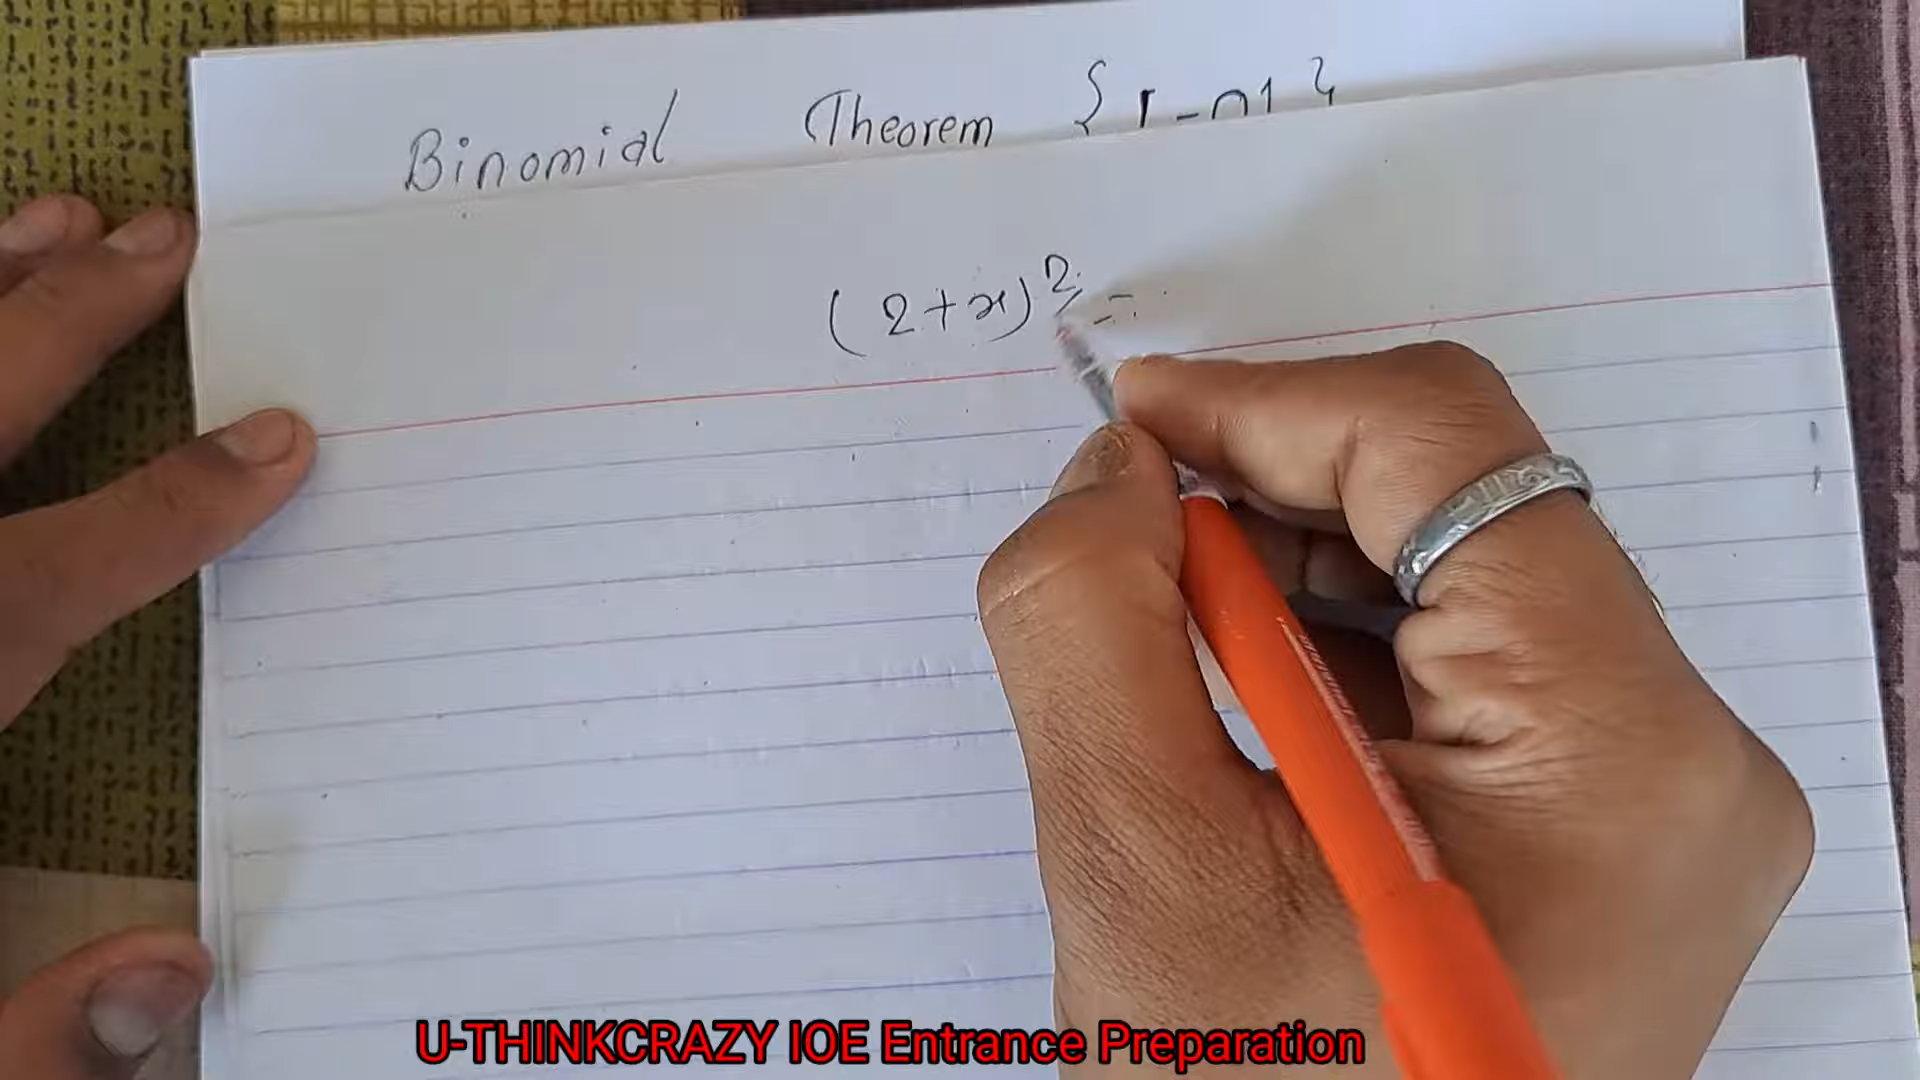 Binomial Theorem
(2+x)² =
U-THINKCRAZY IOE Entrance Preparation